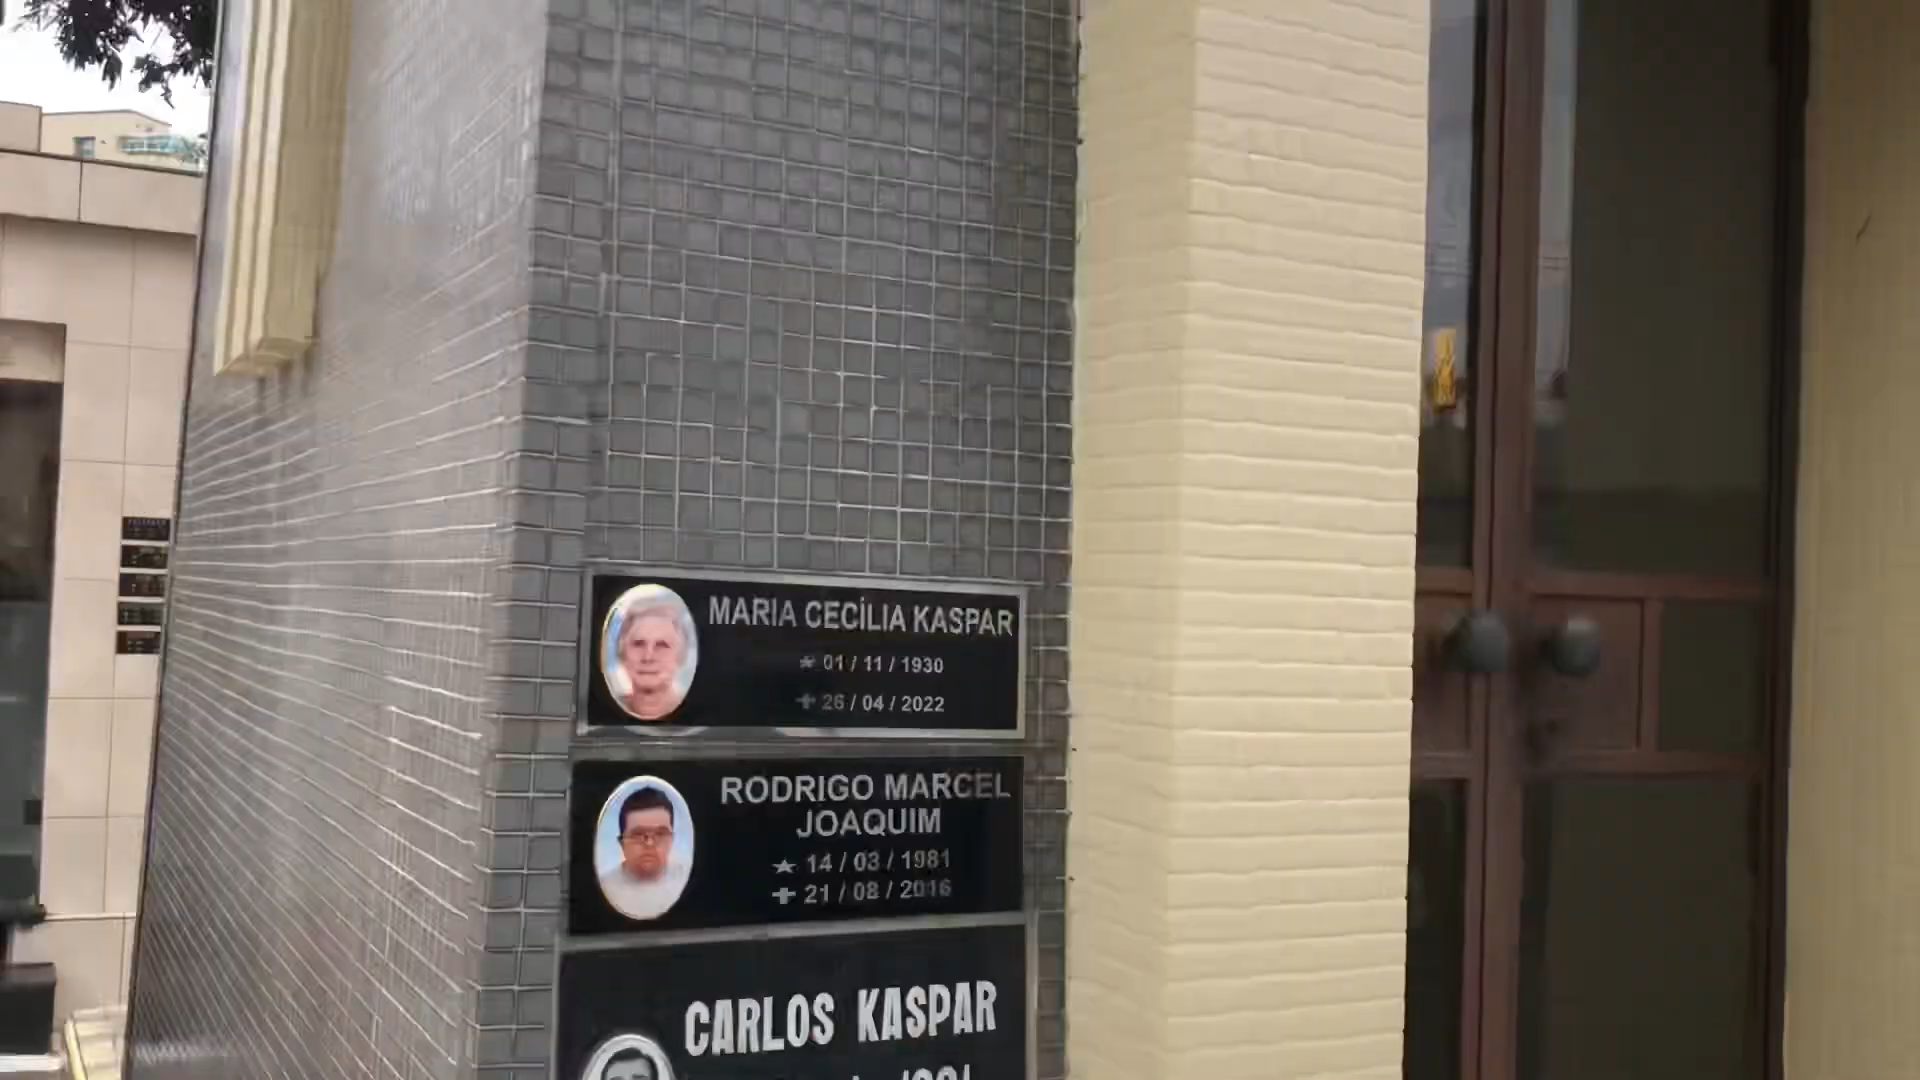 MARIA CECÍLIA KASPAR
★ 01 / 11 / 1930
✝ 26 / 04 / 2022
RODRIGO MARCEL
JOAQUIM
★ 14 / 03 / 1981
✝ 21 / 08 / 2016
CARLOS KASPAR